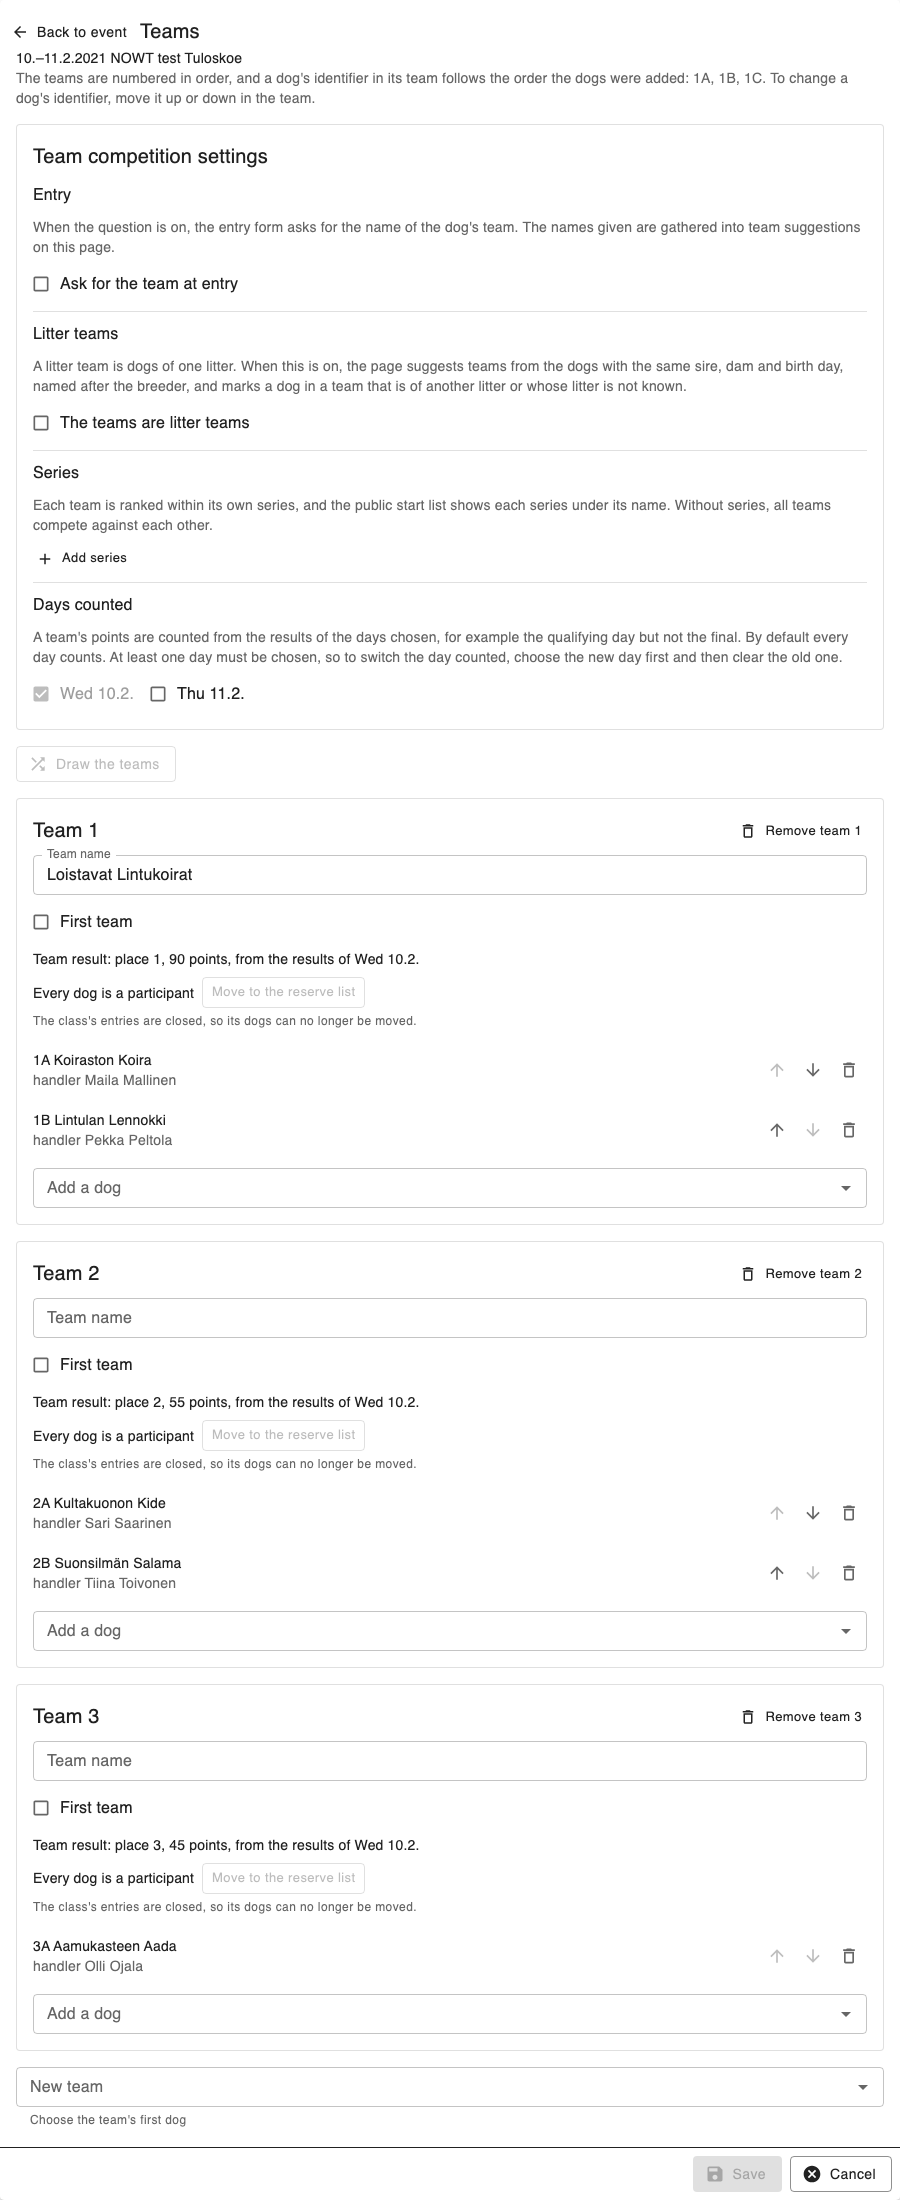 Back to event Teams
10.–11.2.2021 NOWT test Tuloskoe
The teams are numbered in order, and a dog's identifier in its team follows the order the dogs were added: 1A, 1B, 1C. To change a
dog's identifier, move it up or down in the team.
Team competition settings
Entry
When the question is on, the entry form asks for the name of the dog's team. The names given are gathered into team suggestions
on this page.
Ask for the team at entry
Litter teams
A litter team is dogs of one litter. When this is on, the page suggests teams from the dogs with the same sire, dam and birth day,
named after the breeder, and marks a dog in a team that is of another litter or whose litter is not known.
The teams are litter teams
Series
Each team is ranked within its own series, and the public start list shows each series under its name. Without series, all teams
compete against each other.
Add series
Days counted
A team's points are counted from the results of the days chosen, for example the qualifying day but not the final. By default every
day counts. At least one day must be chosen, so to switch the day counted, choose the new day first and then clear the old one.
Wed 10.2. Thu 11.2.
Draw the teams
Team 1 Remove team 1
Team name
Loistavat Lintukoirat
First team
Team result: place 1, 90 points, from the results of Wed 10.2.
Every dog is a participant Move to the reserve list
The class's entries are closed, so its dogs can no longer be moved.
1A Koiraston Koira
handler Maila Mallinen
1B Lintulan Lennokki
handler Pekka Peltola
Add a dog
Team 2 Remove team 2
Team name
First team
Team result: place 2, 55 points, from the results of Wed 10.2.
Every dog is a participant Move to the reserve list
The class's entries are closed, so its dogs can no longer be moved.
2A Kultakuonon Kide
handler Sari Saarinen
2B Suonsilmän Salama
handler Tiina Toivonen
Add a dog
Team 3 Remove team 3
Team name
First team
Team result: place 3, 45 points, from the results of Wed 10.2.
Every dog is a participant Move to the reserve list
The class's entries are closed, so its dogs can no longer be moved.
3A Aamukasteen Aada
handler Olli Ojala
Add a dog
New team
Choose the team's first dog
Save Cancel